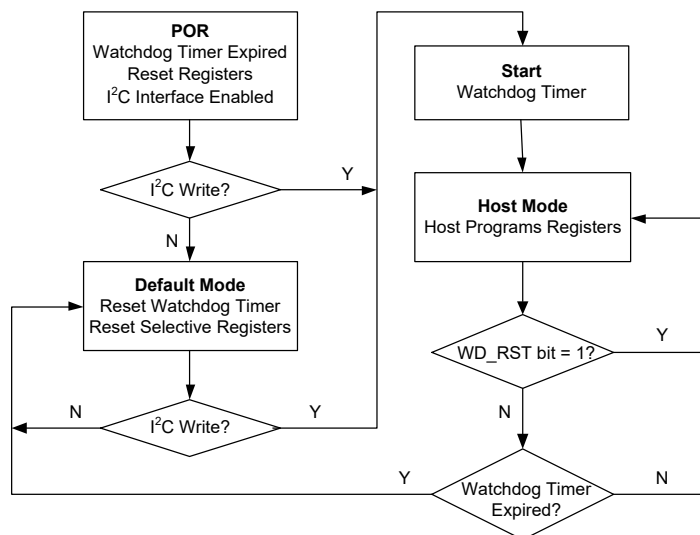 POR
Watchdog Timer Expired
Reset Registers
I²C Interface Enabled
I²C Write?
Y
N
Default Mode
Reset Watchdog Timer
Reset Selective Registers
N
I²C Write?
Y
Start
Watchdog Timer
Host Mode
Host Programs Registers
WD_RST bit = 1?
Y
N
Y
Watchdog Timer
Expired?
N